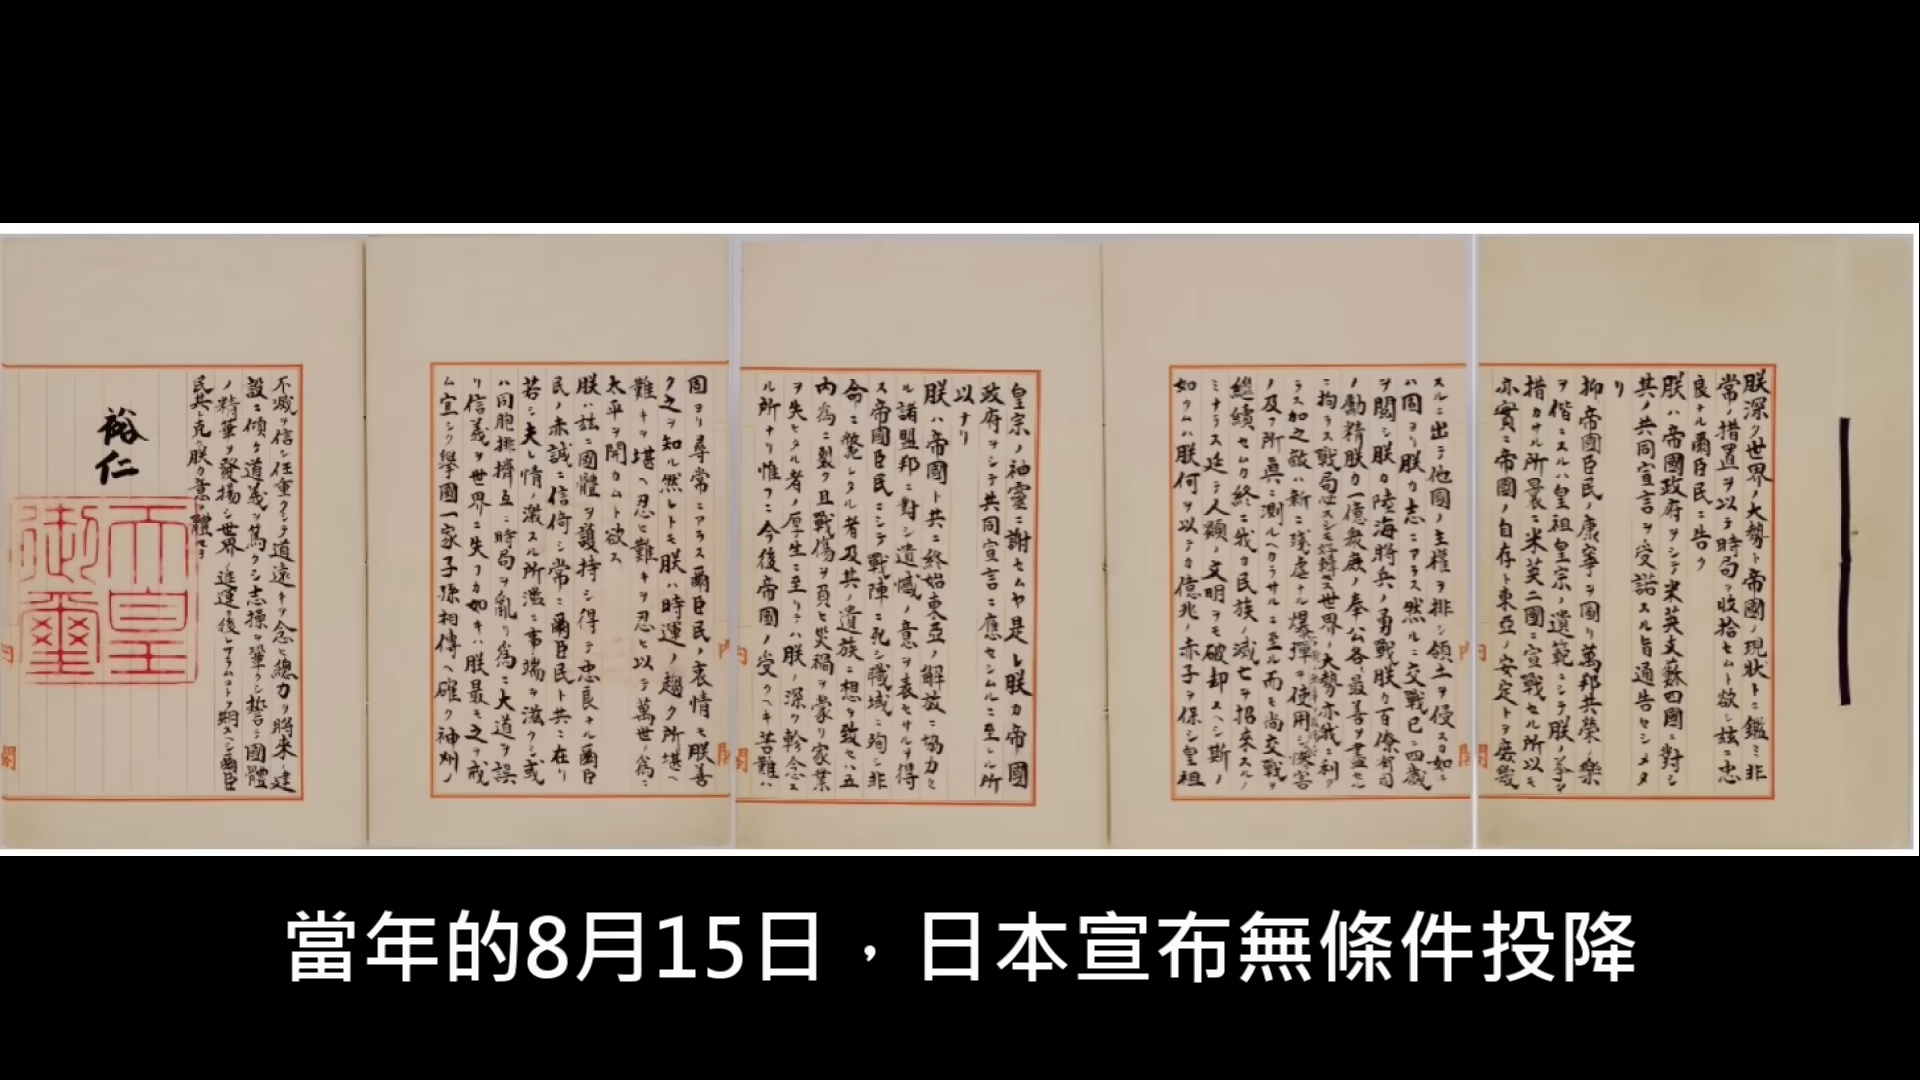 朕深ク世界ノ大勢ト帝國ノ現狀トニ鑑ミ非
常ノ措置ヲ以テ時局ヲ收拾セムト欲シ茲ニ忠
良ナル爾臣民ニ告ク
朕ハ帝國政府ヲシテ米英支蘇四國ニ對シ
其ノ共同宣言ヲ受諾スル旨通告セシメタ
リ
抑帝國臣民ノ康寧ヲ圖リ萬邦共榮ノ樂
ヲ偕ニスルハ皇祖皇宗ノ遺範ニシテ朕ノ拳々
措カサル所曩ニ米英二國ニ宣戰セル所以モ
亦實ニ帝國ノ自存ト東亞ノ安定トヲ庶幾
スルニ出テ他國ノ主權ヲ排シ領土ヲ侵スカ如キ
ハ固ヨリ朕カ志ニアラス然ルニ交戰已ニ四歲
ヲ閱シ朕カ陸海將兵ノ勇戰朕カ百僚有司
ノ勵精朕カ一億衆庶ノ奉公各最善ヲ盡セル
ニ拘ラス戰局必スシモ好轉セス世界ノ大勢亦我ニ利ア
ラス加之敵ハ新ニ殘虐ナル爆彈ヲ使用シ慘害
ノ及フ所眞ニ測ルヘカラサルニ至ル而モ尚交戰ヲ
繼續セムカ終ニ我カ民族ノ滅亡ヲ招來スルノ
ミナラス延テ人類ノ文明ヲモ破却スヘシ斯ノ
如クムハ朕何ヲ以テカ億兆ノ赤子ヲ保シ皇祖
皇宗ノ神靈ニ謝セムヤ是レ朕カ帝國
政府ヲシテ共同宣言ニ應セシムルニ至レル所
以ナリ
朕ハ帝國ト共ニ終始東亞ノ解放ニ協力セ
ル諸盟邦ニ對シ遺憾ノ意ヲ表セサルヲ得
ス帝國臣民ニシテ戰陣ニ死シ職域ニ殉シ非
命ニ斃レタル者及其ノ遺族ニ想ヲ致セハ五
內爲ニ裂ク且戰傷ヲ負ヒ災禍ヲ蒙リ家業
ヲ失ヒタル者ノ厚生ニ至リテハ朕ノ深ク軫念ス
ル所ナリ惟フニ今後帝國ノ受クヘキ苦難ハ
固ヨリ尋常ニアラス爾臣民ノ衷情モ朕善
ク之ヲ知ル然レトモ朕ハ時運ノ趨ク所堪ヘ
難キヲ堪ヘ忍ヒ難キヲ忍ヒ以テ萬世ノ爲ニ
太平ヲ開カムト欲ス
朕ハ茲ニ國體ヲ護持シ得テ忠良ナル爾臣
民ノ赤誠ニ信倚シ常ニ爾臣民ト共ニ在リ
若シ夫レ情ノ激スル所濫ニ事端ヲ滋クシ或
ハ同胞排擠互ニ時局ヲ亂リ爲ニ大道ヲ誤
リ信義ヲ世界ニ失フカ如キハ朕最モ之ヲ戒
ム宜シク擧國一家子孫相傳ヘ確ク神州ノ
不滅ヲ信シ任重クシテ道遠キヲ念ヒ總力ヲ將來ノ建
設ニ傾ケ道義ヲ篤クシ志操ヲ鞏クシ誓テ國體
ノ精華ヲ發揚シ世界ノ進運ニ後レサラムコトヲ期スヘシ爾臣
民其レ克ク朕カ意ヲ體セヨ
裕仁
天皇
御璽
當年的8月15日，日本宣布無條件投降